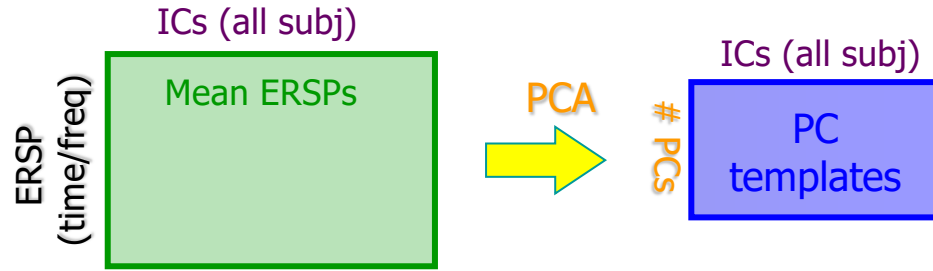 ICs (all subj)
Mean ERSPs
ERSP
(time/freq)
PCA
ICs (all subj)
# PCs
PC
templates